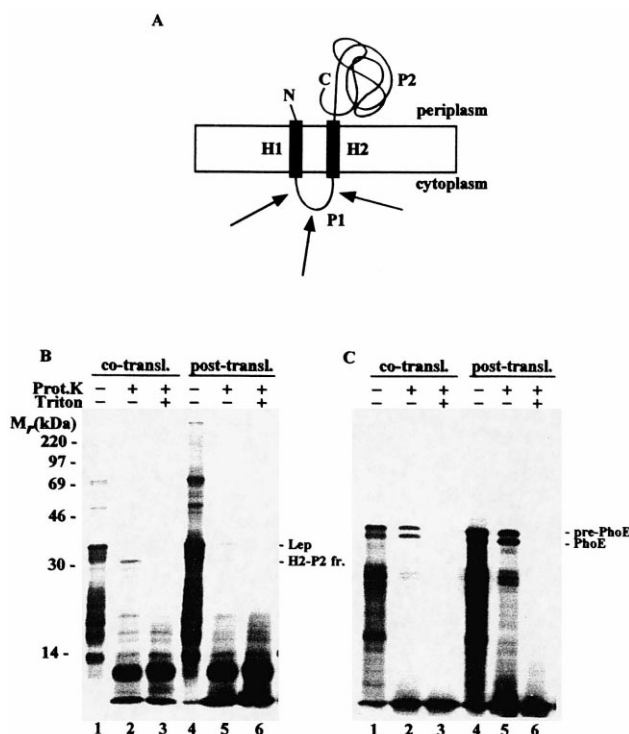 A
C
P2
N
periplasm
H1
H2
cytoplasm
P1
B
co-transl.
post-transl.
C
co-transl.
post-transl.
Prot.K – + + – + +
– + + – + +
Triton – – + – – +
– – + – – +
Mr(kDa)
220 -
97 -
69 -
46 -
30 -
14 -
- Lep
- H2-P2 fr.
- pre-PhoE
- PhoE
1 2 3 4 5 6
1 2 3 4 5 6